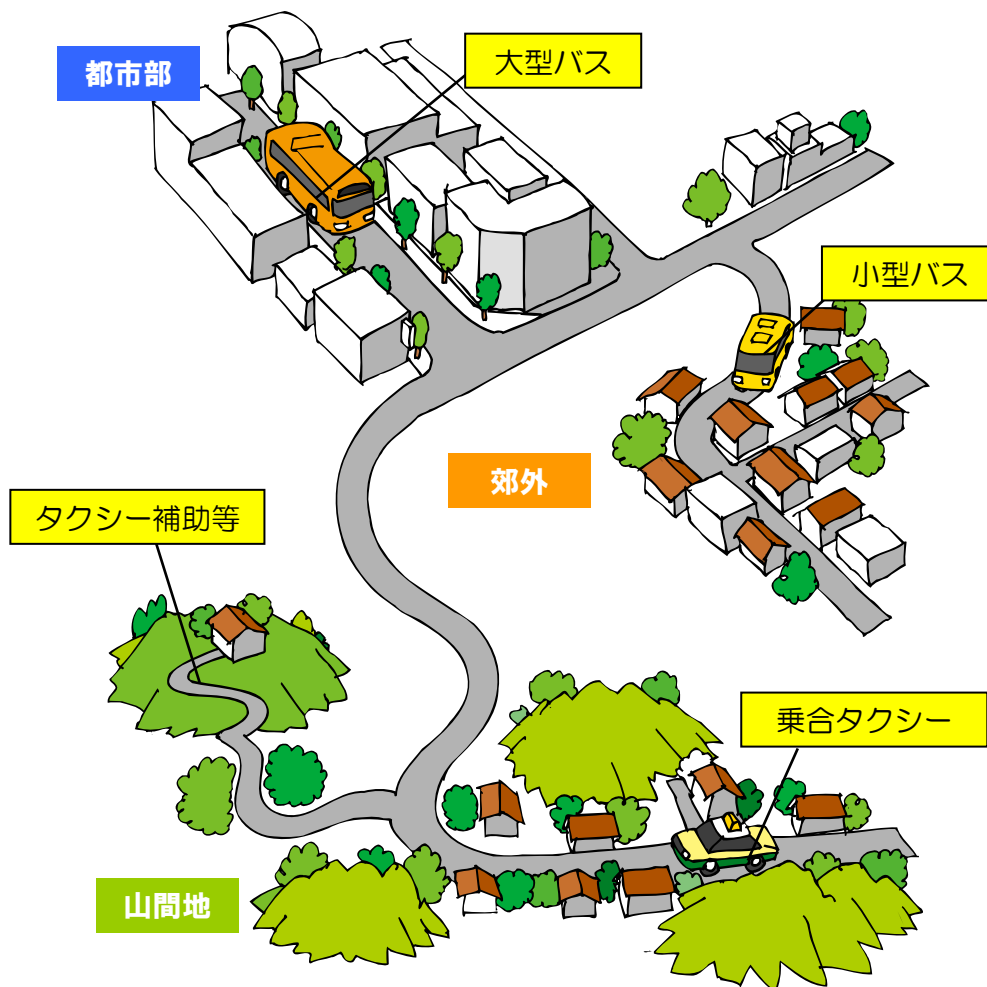 都市部
大型バス
小型バス
郊外
タクシー補助等
乗合タクシー
山間地